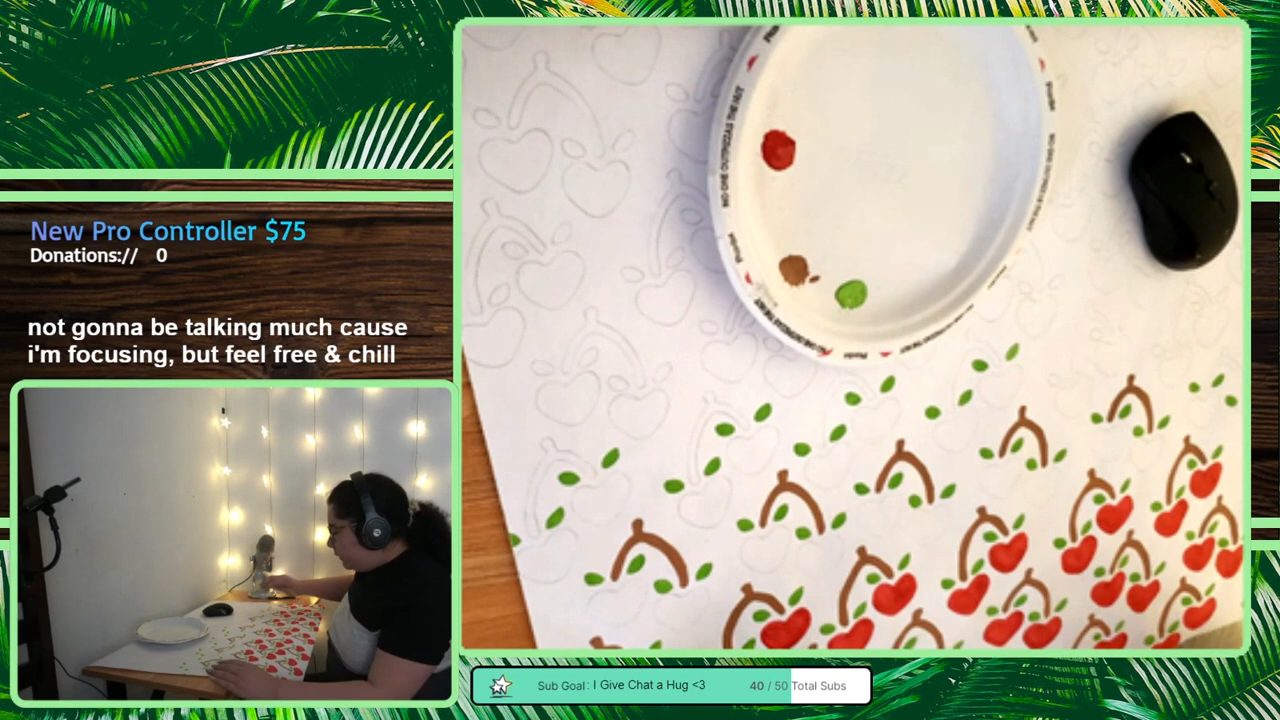 New Pro Controller $75
Donations:// 0
not gonna be talking much cause
i'm focusing, but feel free & chill
Sub Goal: I Give Chat a Hug <3 40 / 50 Total Subs